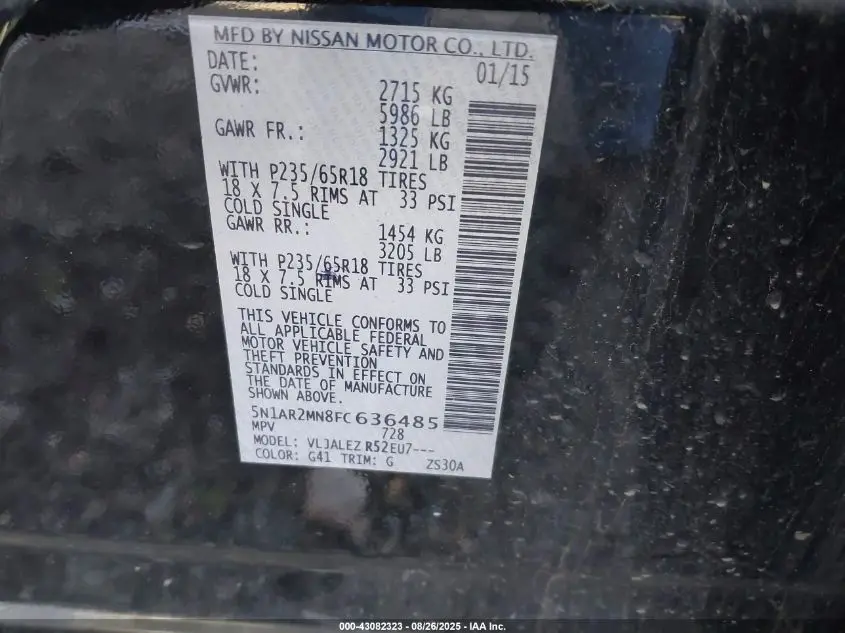 MFD BY NISSAN MOTOR CO., LTD.
DATE: 01/15
GVWR: 2715 KG
5986 LB
GAWR FR.: 1325 KG
2921 LB
WITH P235/65R18 TIRES
18 X 7.5 RIMS AT 33 PSI
COLD SINGLE
GAWR RR.: 1454 KG
3205 LB
WITH P235/65R18 TIRES
18 X 7.5 RIMS AT 33 PSI
COLD SINGLE
THIS VEHICLE CONFORMS TO
ALL APPLICABLE FEDERAL
MOTOR VEHICLE SAFETY AND
THEFT PREVENTION
STANDARDS IN EFFECT ON
THE DATE OF MANUFACTURE
SHOWN ABOVE.
5N1AR2MN8FC636485
MPV 728
MODEL: VLJALEZ R52EU7---
COLOR: G41 TRIM: G ZS30A
000-43082323 - 08/26/2025 - IAA Inc.